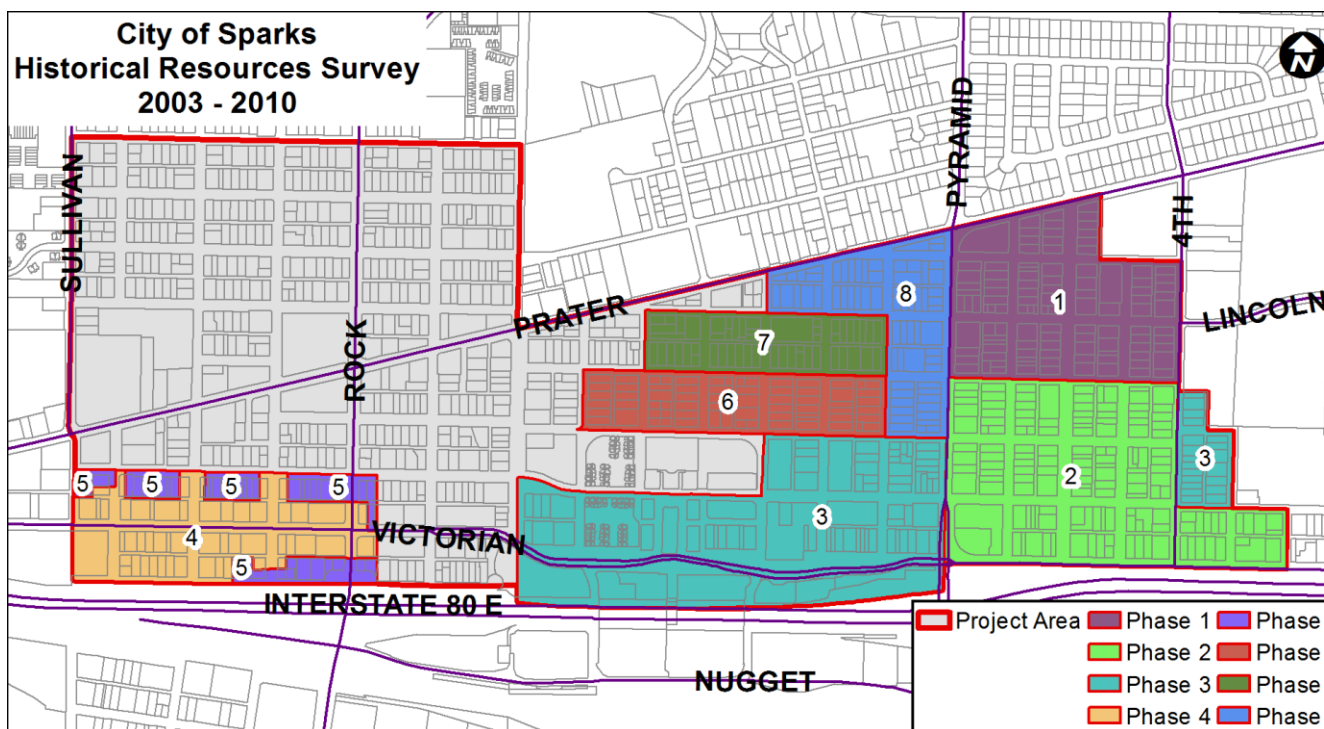 City of Sparks
Historical Resources Survey
2003 - 2010
N
SULLIVAN
ROCK
PRATER
PYRAMID
4TH
LINCOLN
8
1
7
6
2
3
5
5
5
5
4
VICTORIAN
3
5
INTERSTATE 80 E
NUGGET
Project Area
Phase 1
Phase
Phase 2
Phase
Phase 3
Phase
Phase 4
Phase